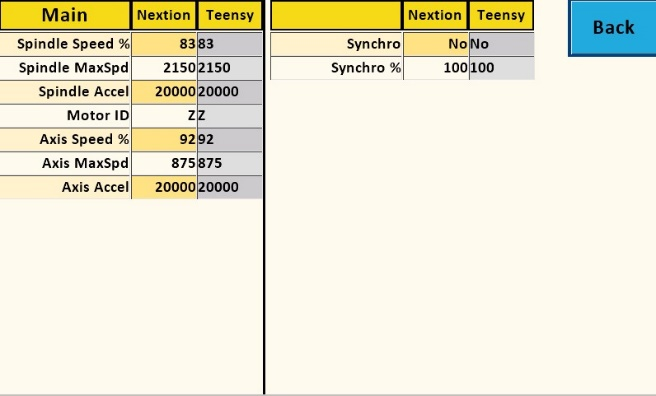 Main Nextion Teensy
Spindle Speed % 83 83
Spindle MaxSpd 2150 2150
Spindle Accel 20000 20000
Motor ID Z Z
Axis Speed % 92 92
Axis MaxSpd 875 875
Axis Accel 20000 20000
Nextion Teensy
Synchro No No
Synchro % 100 100
Back